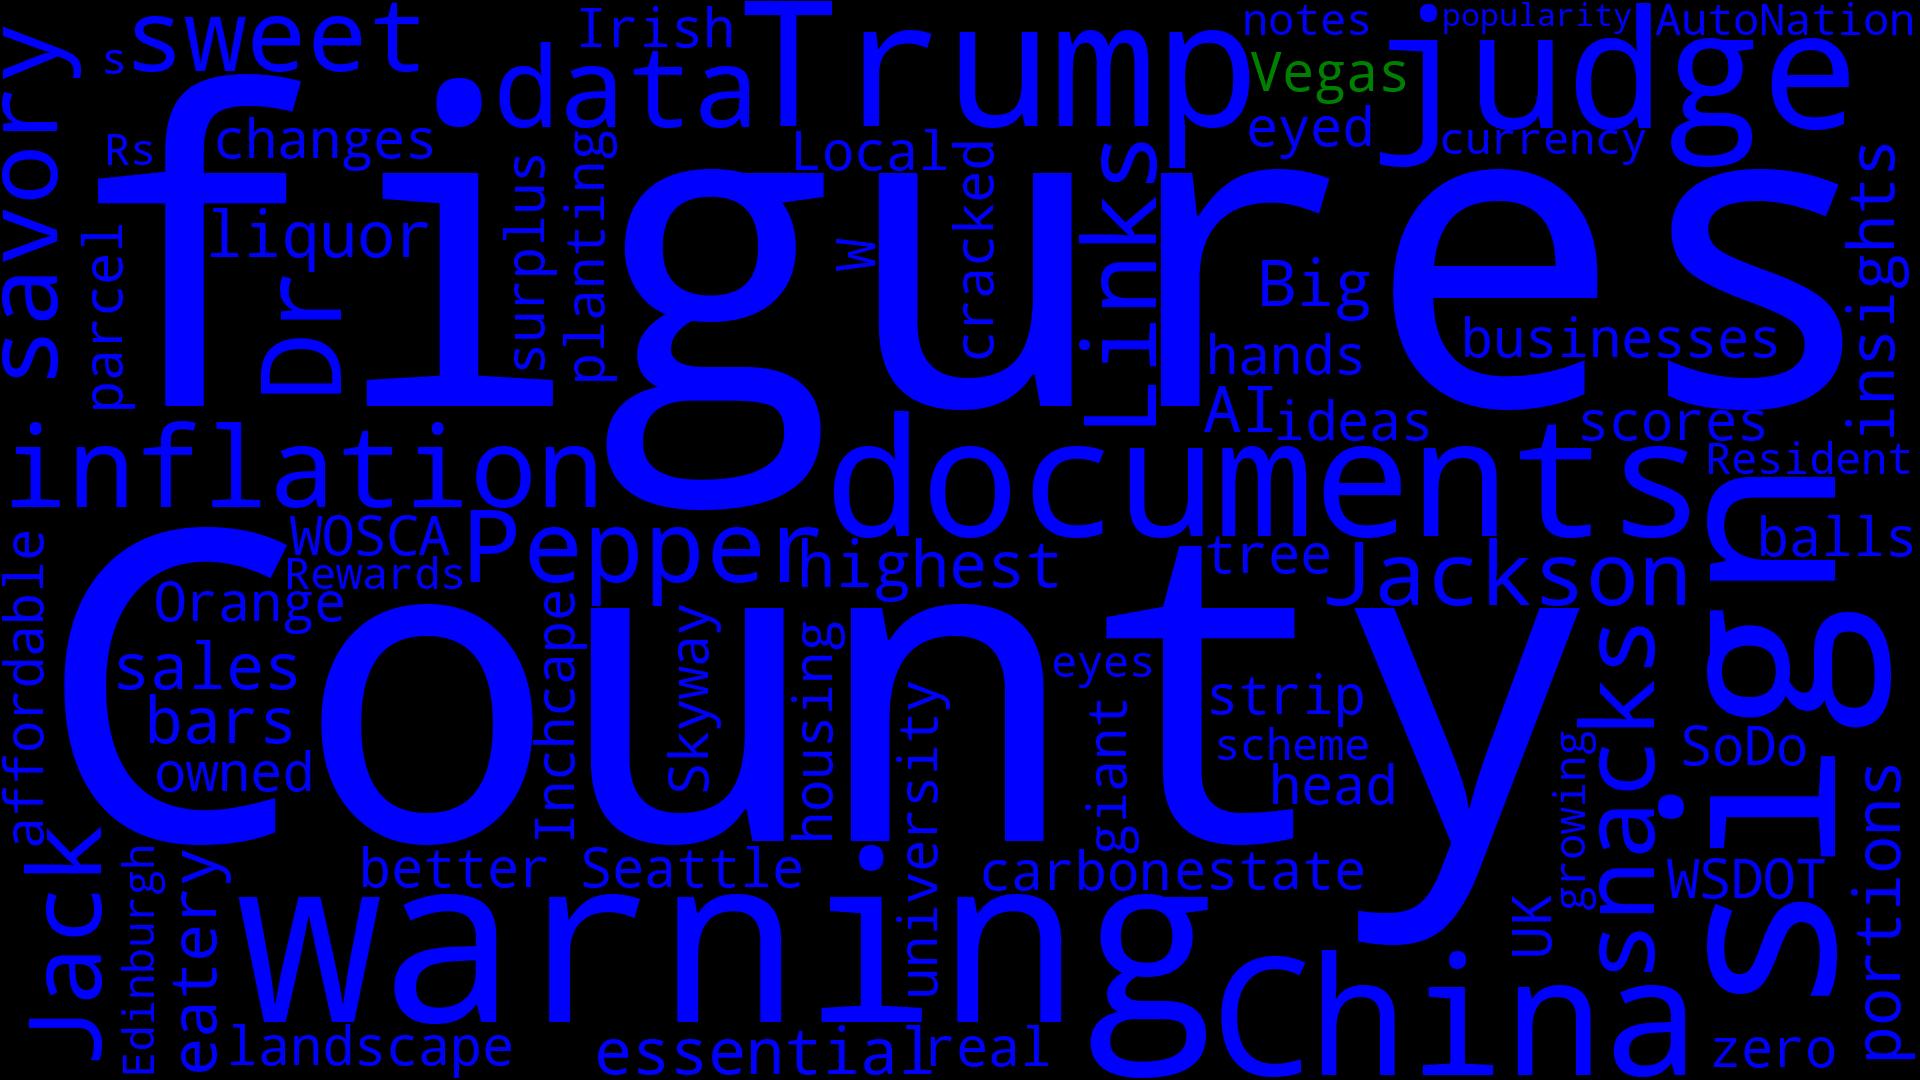 sweet
Irish
Trump
notes
popularity
AutoNation
s
data
Vegas
judge
savory
Rs
changes
Local
eyed
currency
figures
liquor
parcel
Dr
surplus
planting
W
cracked
Links
Big
businesses
insights
hands
AI
ideas
scores
inflation
documents
Resident
WOSCA
Pepper
highest
tree
Jackson
balls
Rewards
Orange
County
affordable
sales
bars
owned
Inchcape
Skyway
housing
university
eyes
giant
strip
scheme
head
growing
snacks
sign
SoDo
Jack
Edinburgh
eatery
better
Seattle
carbon
estate
WSDOT
portions
warning
UK
China
landscape
essential
real
zero